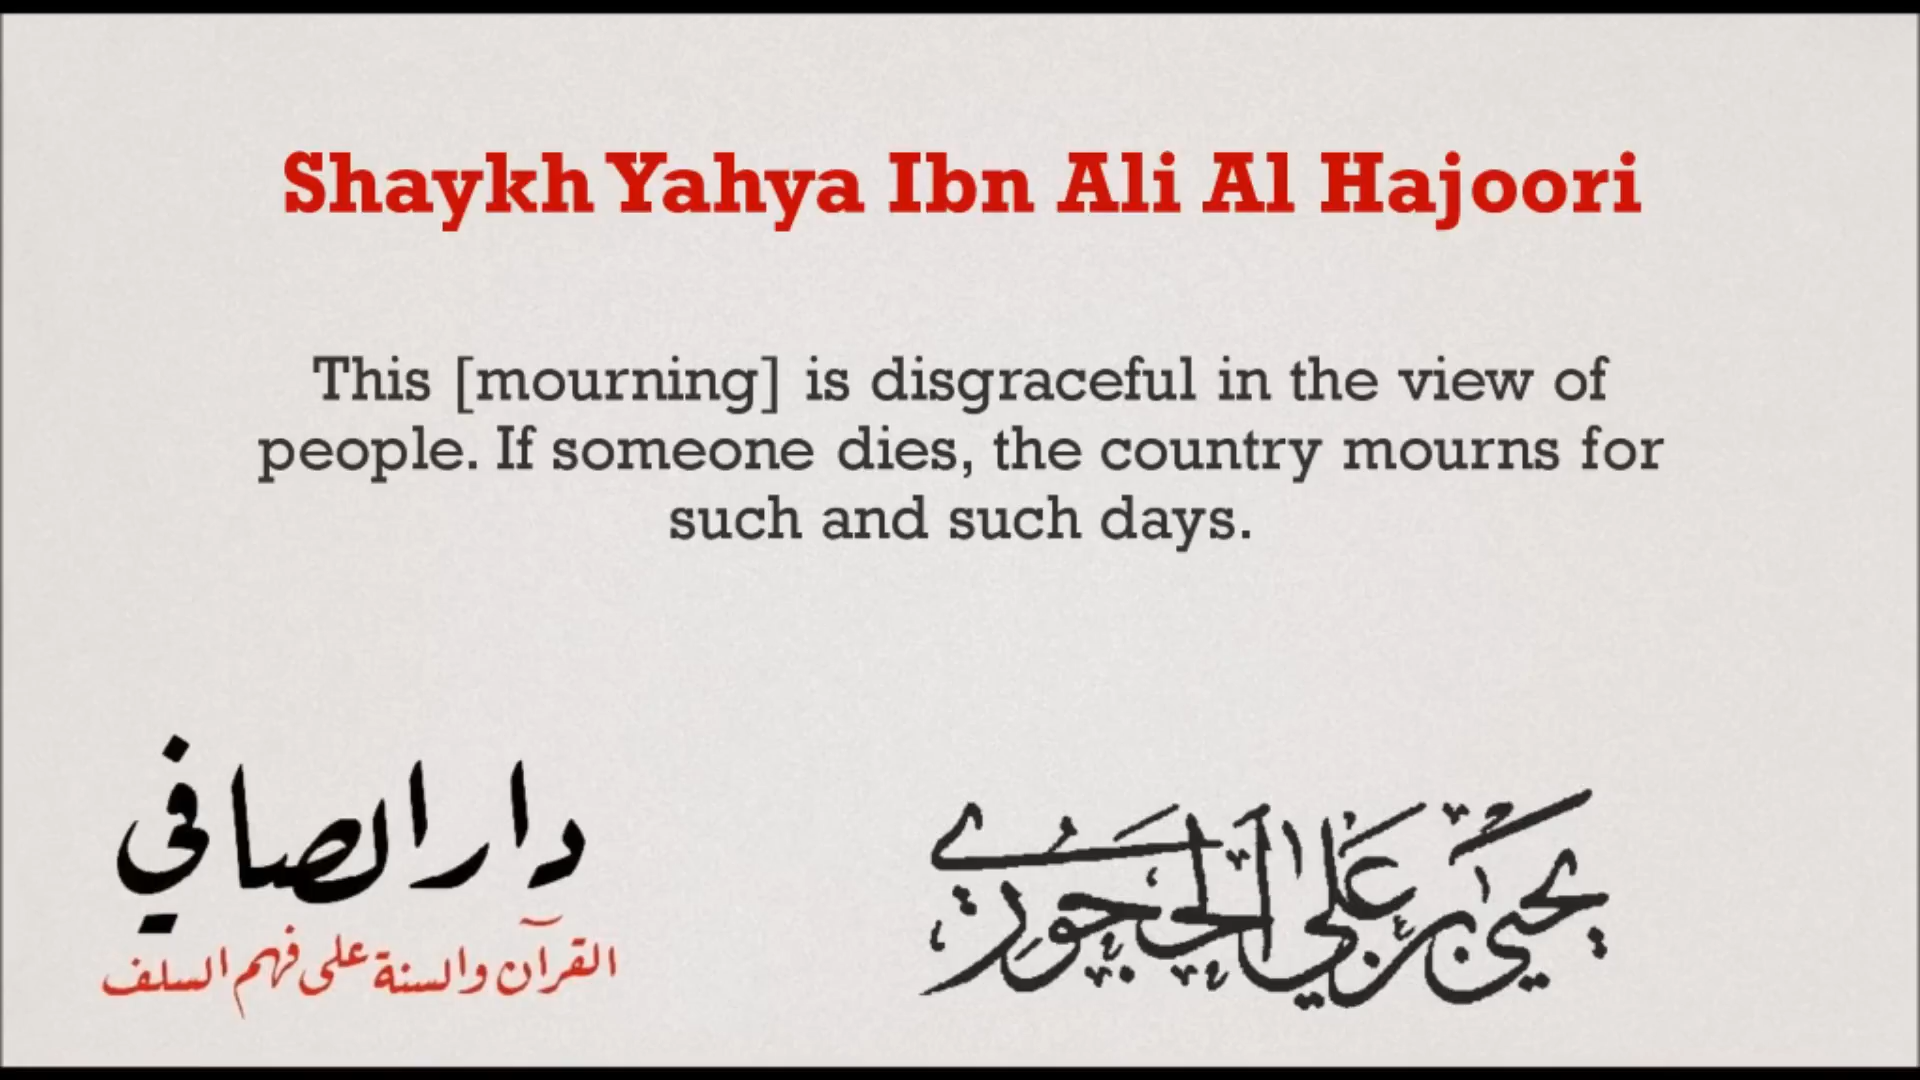 Shaykh Yahya Ibn Ali Al Hajoori
This [mourning] is disgraceful in the view of
people. If someone dies, the country mourns for
such and such days.
دار الصافي
القرآن والسنة على فهم السلف
يحيى بن علي الحجوري